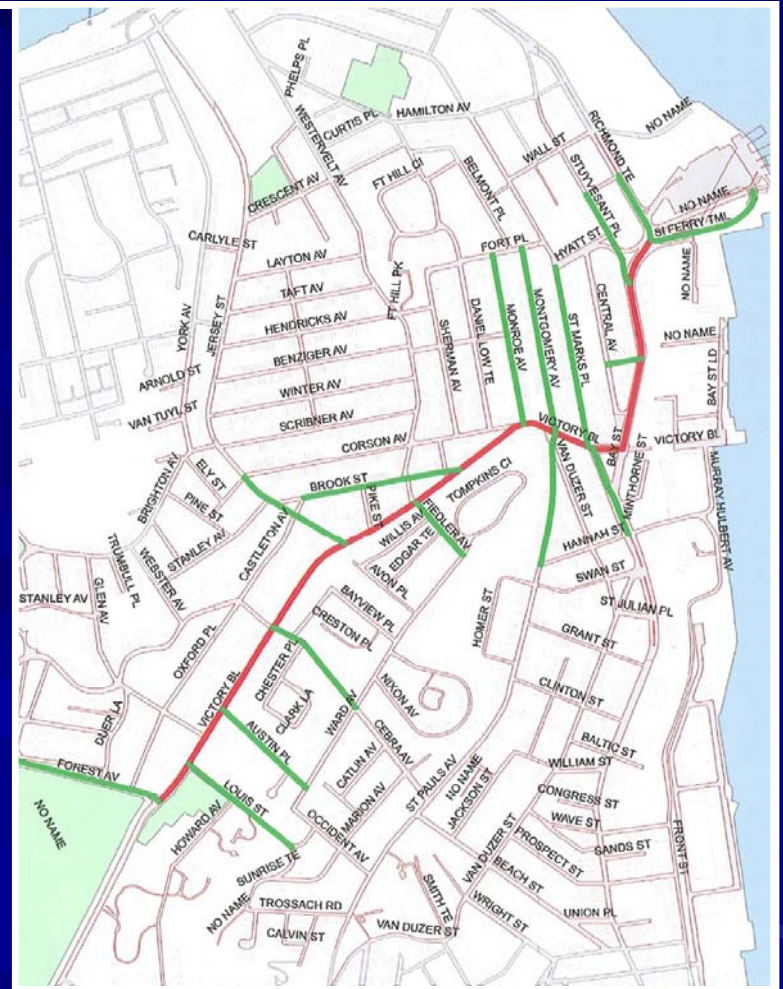 PHELPS PL
HAMILTON AV
NO NAME
WESTERVELT AV
CURTIS PL
RICHMOND TE
WALL ST
FT HILL CI
BELMONT PL
STUYVESANT PL
CRESCENT AV
NO NAME
SI FERRY TML
CARLYLE ST
FORT PL
HYATT ST
LAYTON AV
NO NAME
TAFT AV
FT HILL PK
YORK AV
JERSEY ST
HENDRICKS AV
SHERMAN AV
DANIEL LOW TE
MONROE AV
MONTGOMERY AV
ST MARKS PL
CENTRAL AV
NO NAME
BAY ST LD
BENZIGER AV
ARNOLD ST
WINTER AV
VAN TUYL ST
SCRIBNER AV
VICTORY BL
BAY ST
VICTORY BL
CORSON AV
MINTHORNE ST
VAN DUZER ST
BRIGHTON AV
ELY ST
BROOK ST
TOMPKINS CI
MURRAY HULBERT AV
PIKE ST
FIEDLER AV
PINE ST
CASTLETON AV
WILLIS AV
EDGAR TE
HANNAH ST
STANLEY AV
WEBSTER AV
TRUMBULL PL
AVON PL
SWAN ST
GLEN AV
STANLEY AV
BAYVIEW PL
HOMER ST
ST JULIAN PL
CRESTON PL
GRANT ST
OXFORD PL
CHESTER PL
NIXON AV
CLARK LA
CLINTON ST
VICTORY BL
WARD AV
DUER LA
CEBRA AV
AUSTIN PL
BALTIC ST
FOREST AV
CATLIN AV
ST PAULS AV
NO NAME
WILLIAM ST
JACKSON ST
LOUIS ST
MARION AV
CONGRESS ST
NO NAME
HOWARD AV
OCCIDENT AV
WAVE ST
VAN DUZER ST
PROSPECT ST
SANDS ST
FRONT ST
SUNRISE TE
BEACH ST
SMITH TE
NO NAME
TROSSACH RD
WRIGHT ST
UNION PL
CALVIN ST
VAN DUZER ST